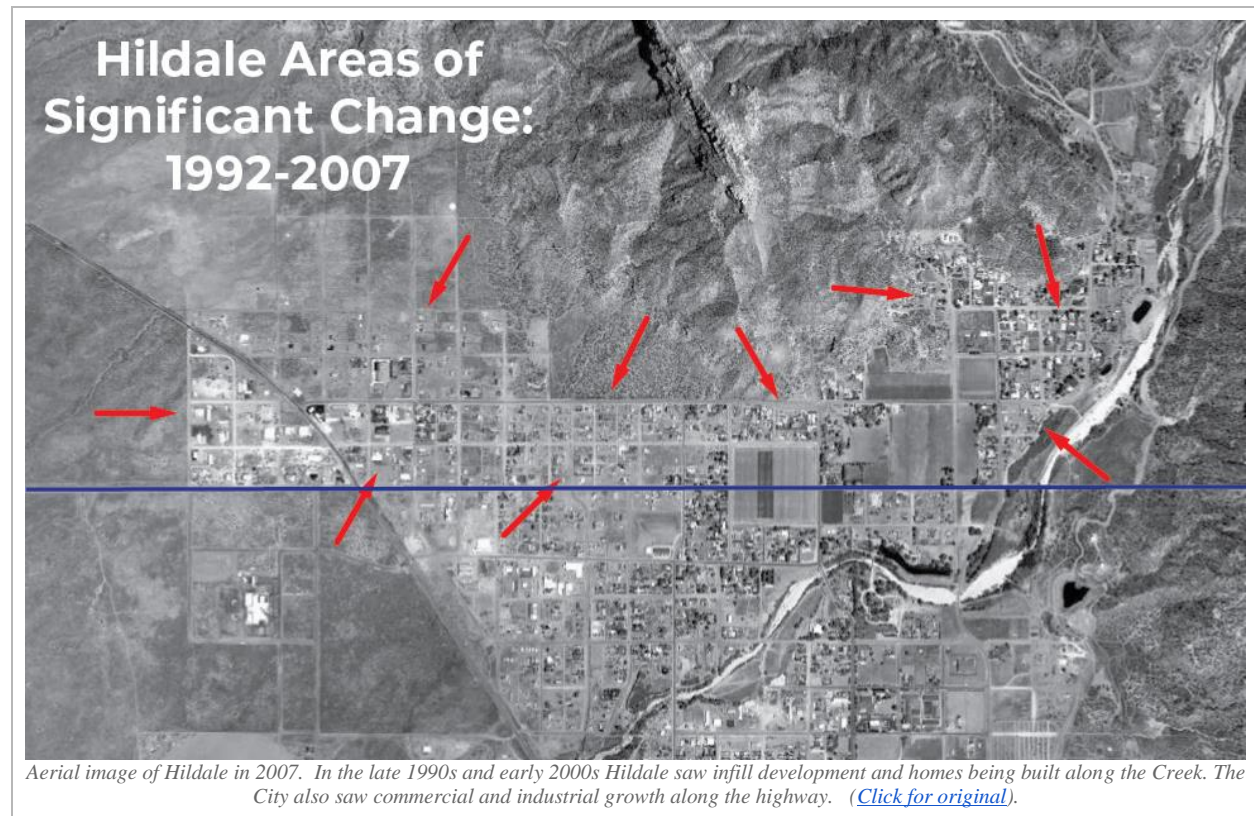 Hildale Areas of
Significant Change:
1992-2007
Aerial image of Hildale in 2007. In the late 1990s and early 2000s Hildale saw infill development and homes being built along the Creek. The
City also saw commercial and industrial growth along the highway. (Click for original).